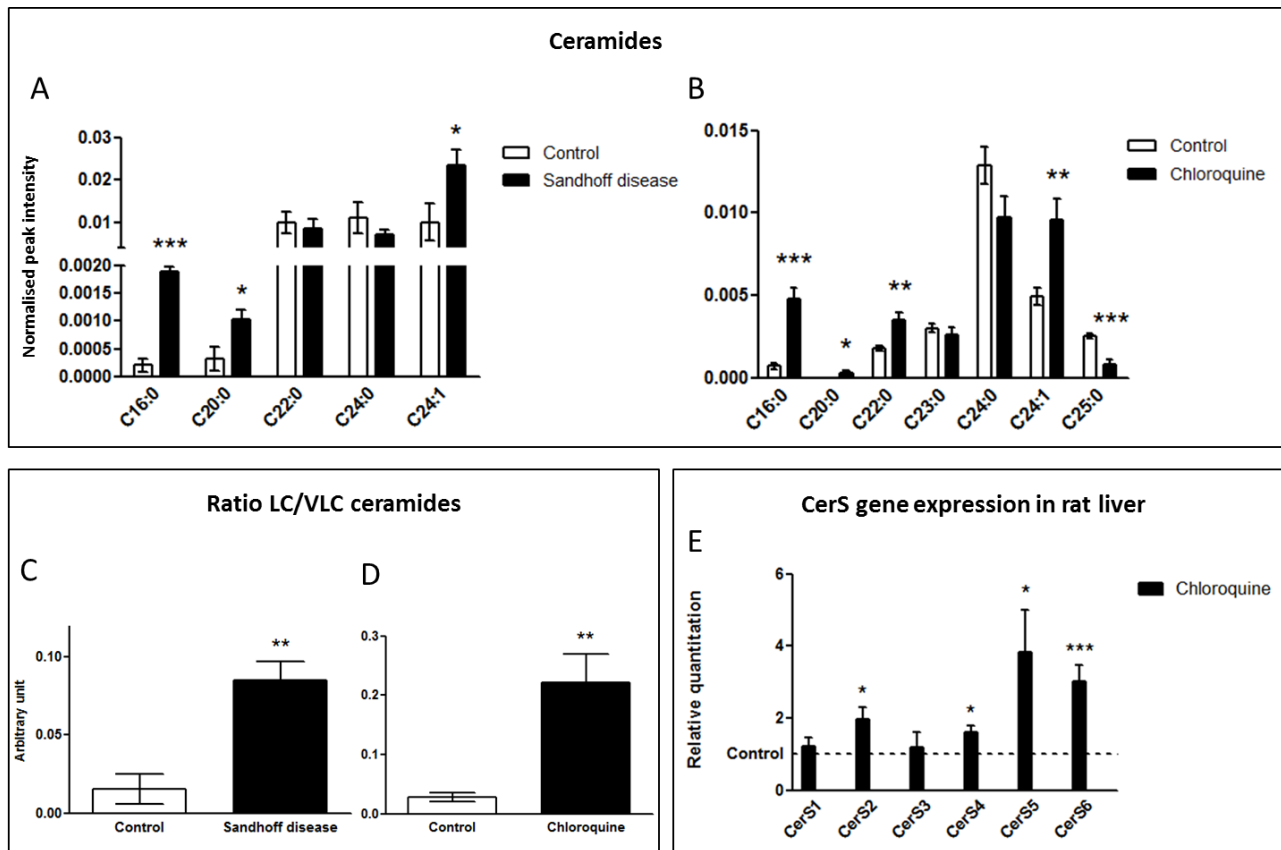 Ceramides
A
Normalised peak intensity
0.03
0.02
0.01
0.0020
0.0015
0.0010
0.0005
0.0000
***
*
*
Control
Sandhoff disease
C16:0
C20:0
C22:0
C24:0
C24:1
B
0.015
0.010
0.005
0.000
***
*
**
**
***
Control
Chloroquine
C16:0
C20:0
C22:0
C23:0
C24:0
C24:1
C25:0
Ratio LC/VLC ceramides
C
Arbitrary unit
0.10
0.05
0.00
**
Control
Sandhoff disease
D
0.3
0.2
0.1
0.0
**
Control
Chloroquine
CerS gene expression in rat liver
E
Relative quantitation
6
4
2
Control
0
*
*
*
***
Chloroquine
CerS1
CerS2
CerS3
CerS4
CerS5
CerS6